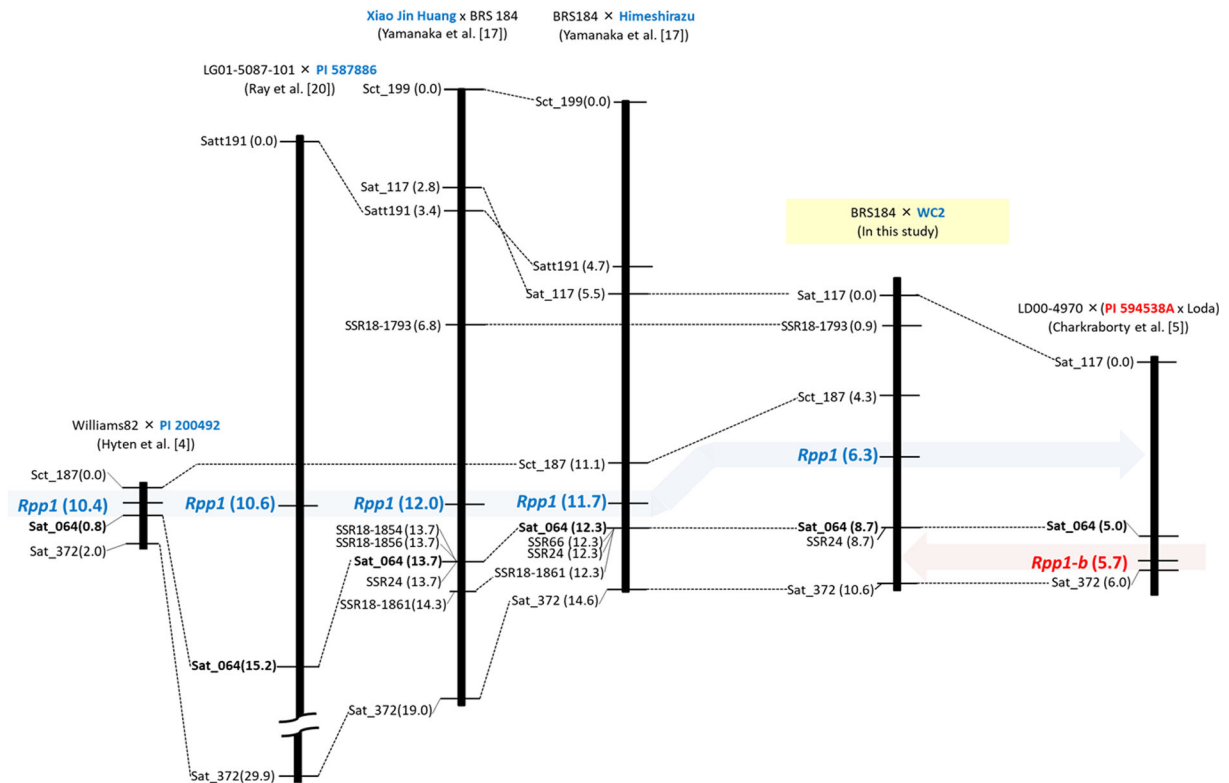 Williams82 × PI 200492
(Hyten et al. [4])
Sct_187(0.0)
Rpp1 (10.4)
Sat_064(0.8)
Sat_372(2.0)
LG01-5087-101 × PI 587886
(Ray et al. [20])
Satt191 (0.0)
Rpp1 (10.6)
Sat_064(15.2)
Sat_372(29.9)
Xiao Jin Huang x BRS 184
(Yamanaka et al. [17])
Sct_199 (0.0)
Sat_117 (2.8)
Satt191 (3.4)
SSR18-1793 (6.8)
Rpp1 (12.0)
SSR18-1854 (13.7)
SSR18-1856 (13.7)
Sat_064 (13.7)
SSR24 (13.7)
SSR18-1861(14.3)
Sat_372(19.0)
BRS184 × Himeshirazu
(Yamanaka et al. [17])
Sct_199(0.0)
Satt191 (4.7)
Sat_117 (5.5)
Sct_187 (11.1)
Rpp1 (11.7)
Sat_064 (12.3)
SSR66 (12.3)
SSR24 (12.3)
SSR18-1861 (12.3)
Sat_372 (14.6)
BRS184 × WC2
(In this study)
Sat_117 (0.0)
SSR18-1793 (0.9)
Sct_187 (4.3)
Rpp1 (6.3)
Sat_064 (8.7)
SSR24 (8.7)
Sat_372 (10.6)
LD00-4970 × (PI 594538A x Loda)
(Charkraborty et al. [5])
Sat_117 (0.0)
Sat_064 (5.0)
Rpp1-b (5.7)
Sat_372 (6.0)